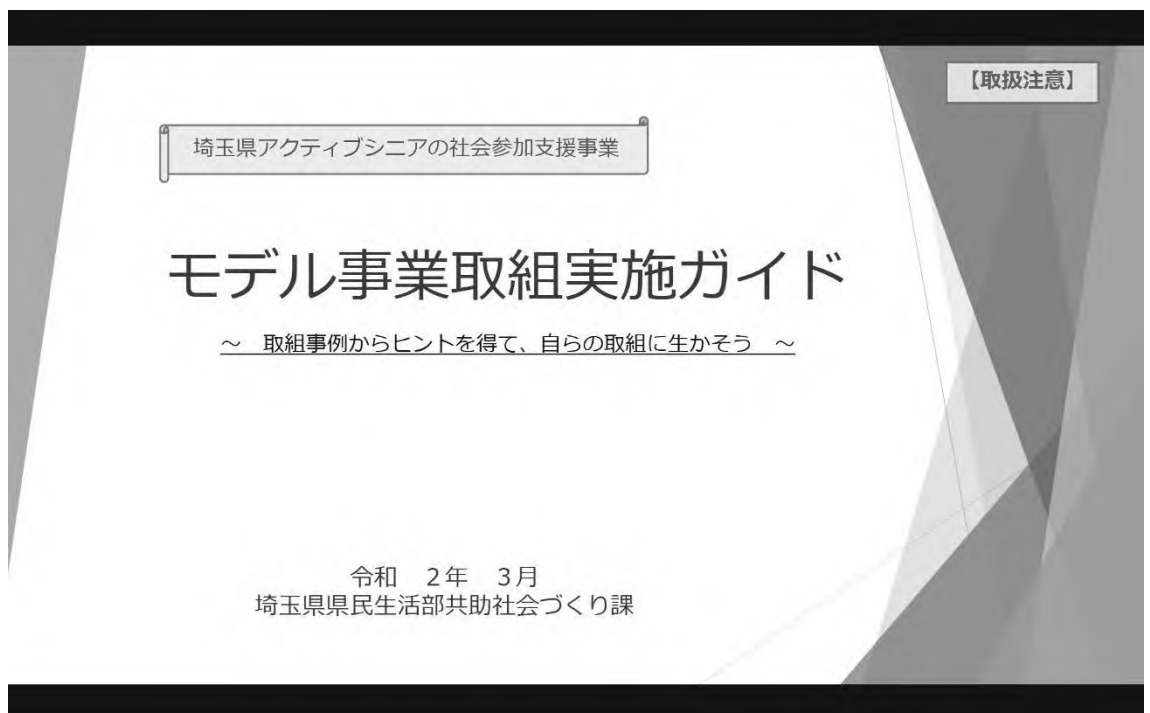 【取扱注意】
埼玉県アクティブシニアの社会参加支援事業
モデル事業取組実施ガイド
～　取組事例からヒントを得て、自らの取組に生かそう　～
令和　２年　３月
埼玉県県民生活部共助社会づくり課